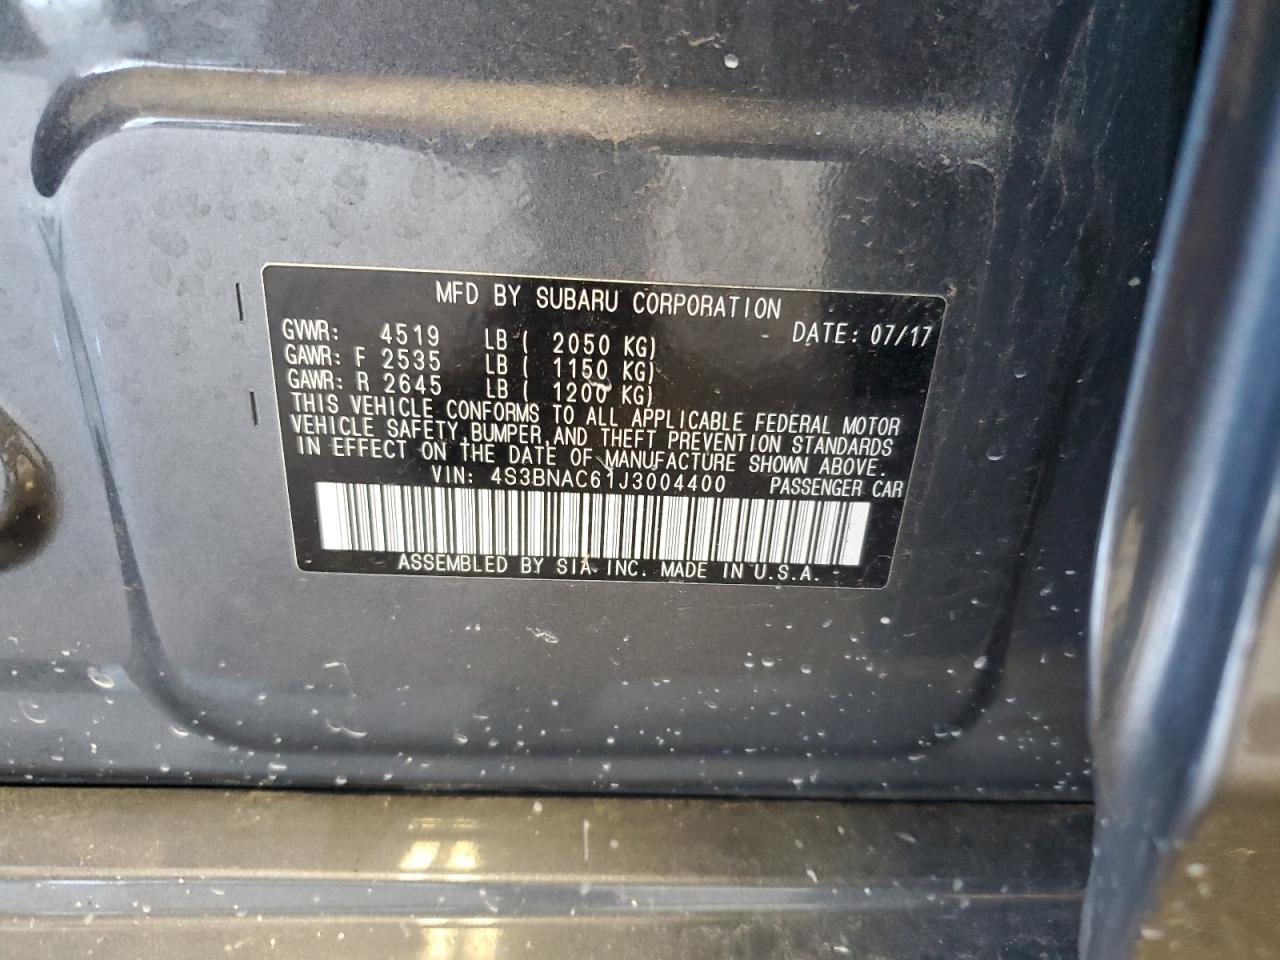 MFD BY SUBARU CORPORATION
DATE: 07/17
GVWR: 4519 LB ( 2050 KG)
GAWR: F 2535 LB ( 1150 KG)
GAWR: R 2645 LB ( 1200 KG)
THIS VEHICLE CONFORMS TO ALL APPLICABLE FEDERAL MOTOR
VEHICLE SAFETY,BUMPER,AND THEFT PREVENTION STANDARDS
IN EFFECT ON THE DATE OF MANUFACTURE SHOWN ABOVE.
VIN: 4S3BNAC61J3004400 PASSENGER CAR
ASSEMBLED BY SIA INC. MADE IN U.S.A.